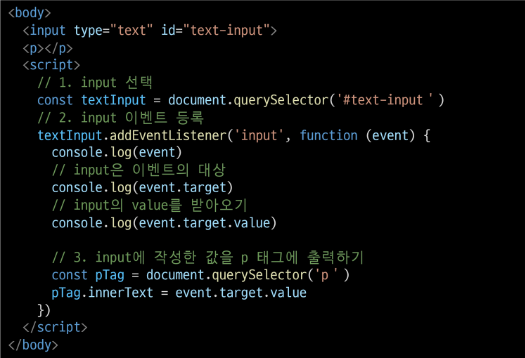 <body>
<input type="text" id="text-input">
<p></p>
<script>
// 1. input 선택
const textInput = document.querySelector('#text-input')
// 2. input 이벤트 등록
textInput.addEventListener('input', function (event) {
console.log(event)
// input은 이벤트의 대상
console.log(event.target)
// input의 value를 받아오기
console.log(event.target.value)
// 3. input에 작성한 값을 p 태그에 출력하기
const pTag = document.querySelector('p')
pTag.innerText = event.target.value
})
</script>
</body>